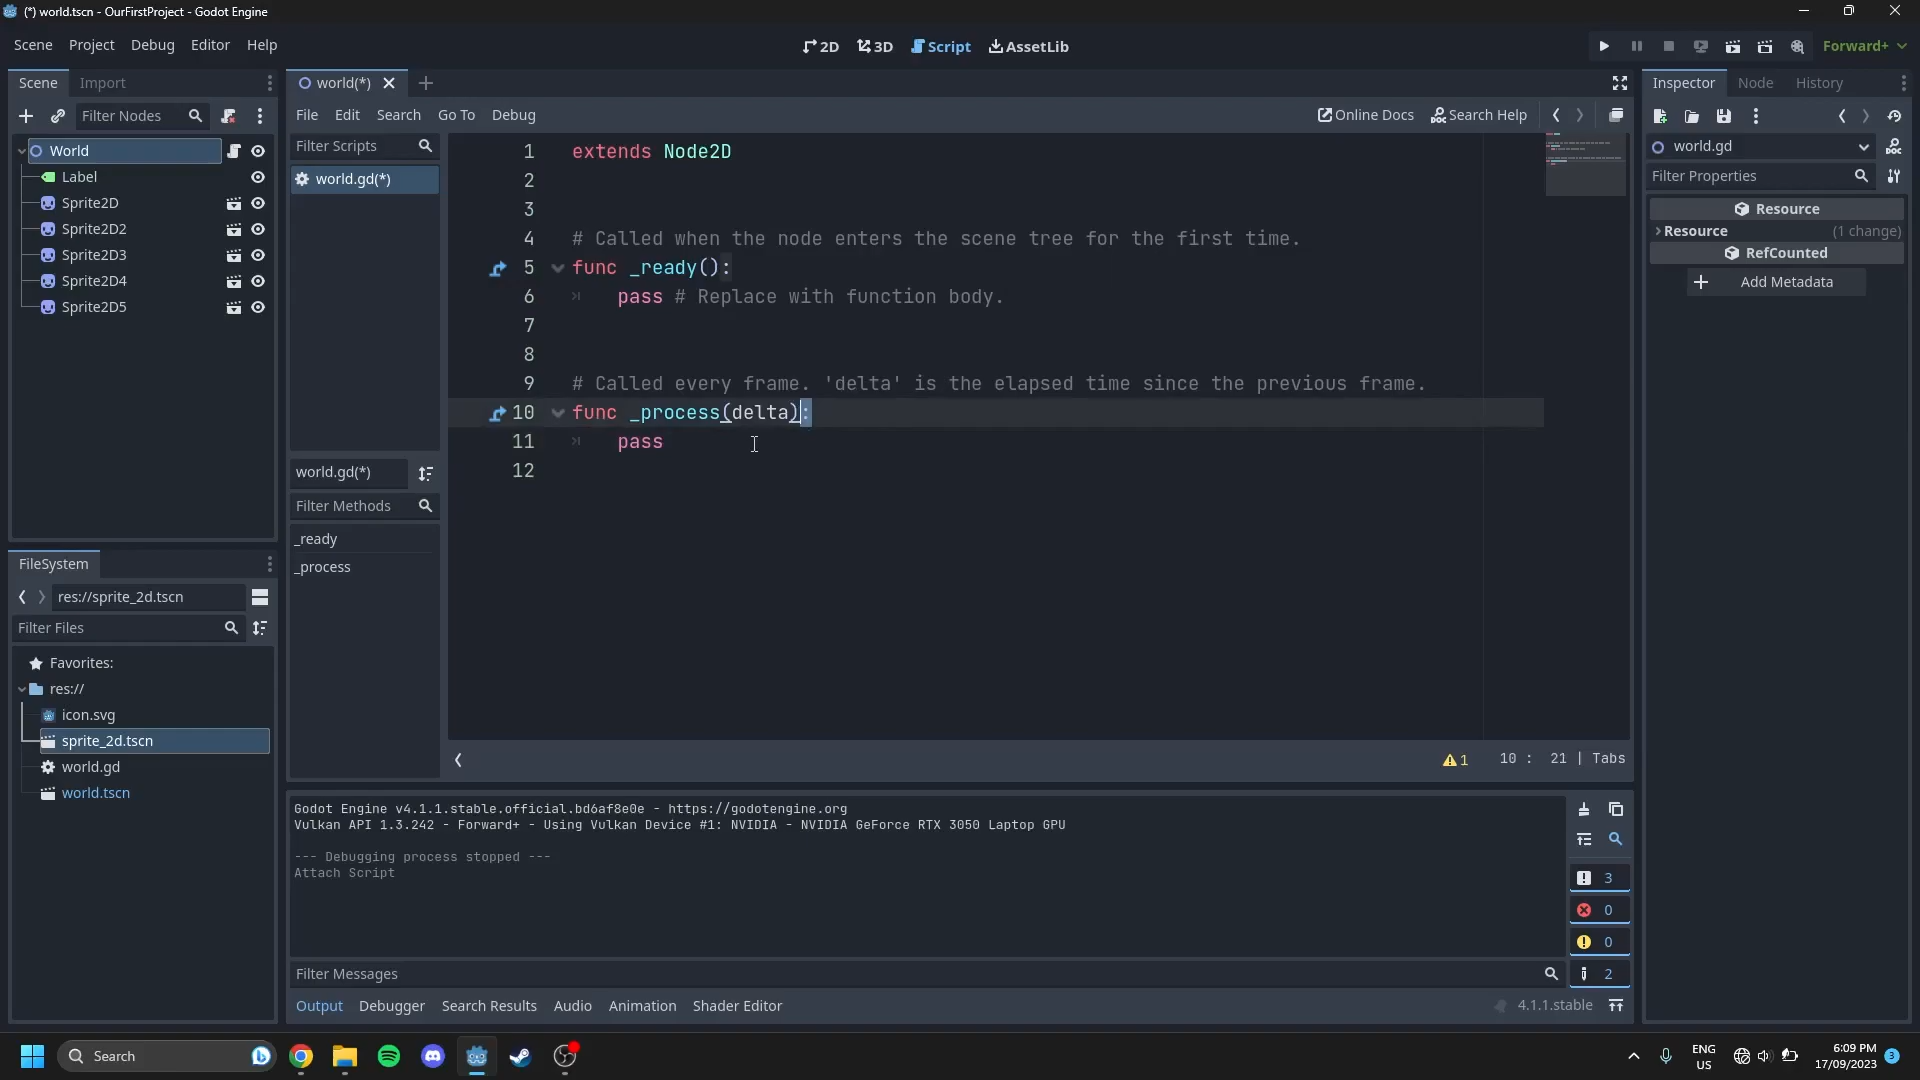 (*) world.tscn - OurFirstProject - Godot Engine
Scene Project Debug Editor Help
2D 3D Script AssetLib
Forward+
Scene Import
world(*)
Inspector Node History
Filter Nodes
File Edit Search Go To Debug
Online Docs Search Help
Filter Scripts
world.gd
World
Label
Sprite2D
Sprite2D2
Sprite2D3
Sprite2D4
Sprite2D5
world.gd(*)
1 extends Node2D
2
3
4 # Called when the node enters the scene tree for the first time.
5 func _ready():
6 pass # Replace with function body.
7
8
9 # Called every frame. 'delta' is the elapsed time since the previous frame.
10 func _process(delta):
11 pass
12
Filter Properties
Resource
Resource (1 change)
RefCounted
Add Metadata
world.gd(*)
Filter Methods
_ready
_process
FileSystem
res://sprite_2d.tscn
Filter Files
Favorites:
res://
icon.svg
sprite_2d.tscn
world.gd
world.tscn
1 10 : 21 | Tabs
Godot Engine v4.1.1.stable.official.bd6af8e0e - https://godotengine.org
Vulkan API 1.3.242 - Forward+ - Using Vulkan Device #1: NVIDIA - NVIDIA GeForce RTX 3050 Laptop GPU
--- Debugging process stopped ---
Attach Script
3
0
0
2
Filter Messages
Output Debugger Search Results Audio Animation Shader Editor
4.1.1.stable
Search
ENG
US
6:09 PM
17/09/2023
3